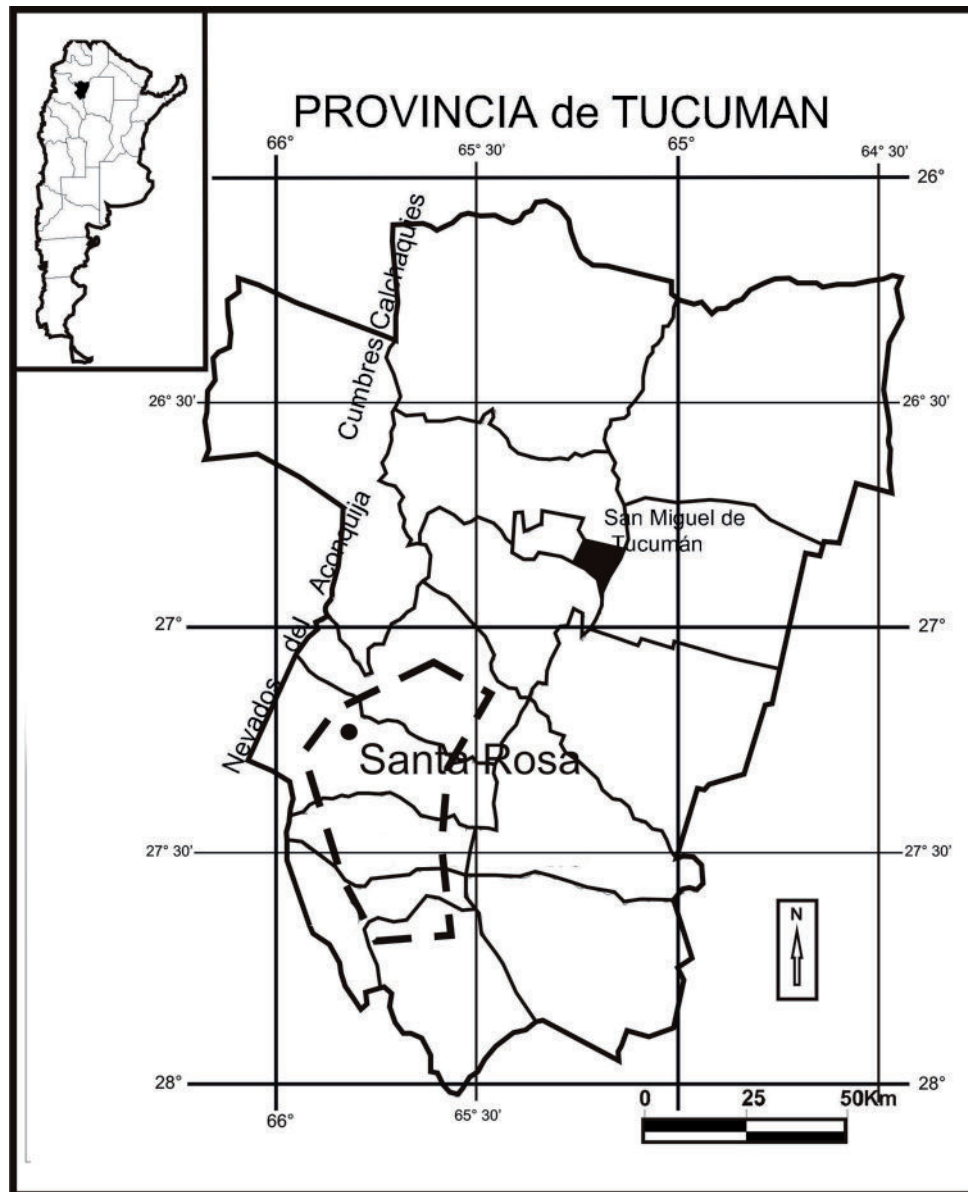 PROVINCIA de TUCUMAN
66°
65° 30'
65°
64° 30'
26°
Cumbres Calchaquies
26° 30'
26° 30'
San Miguel de
Tucumán
Nevados del Aconquija
27°
27°
Santa Rosa
27° 30'
27° 30'
N
28°
28°
66°
65° 30'
0 25 50Km